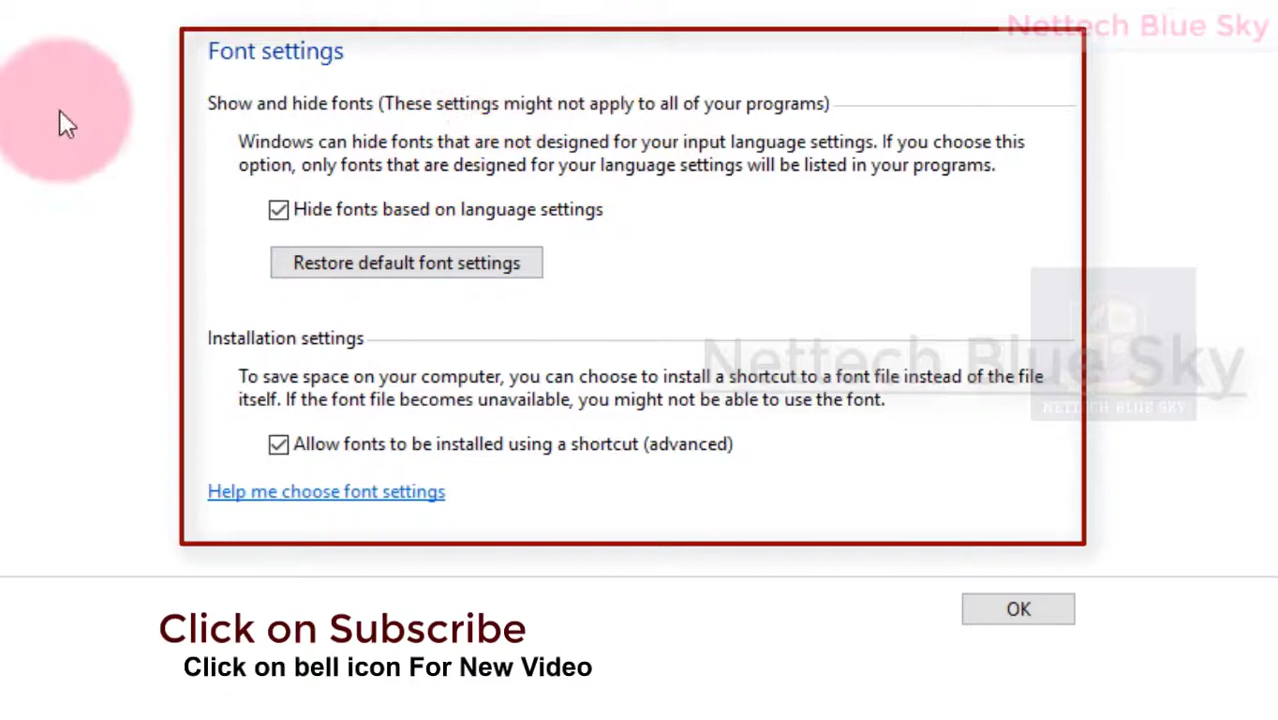 Nettech Blue Sky
Font settings
Show and hide fonts (These settings might not apply to all of your programs)
Windows can hide fonts that are not designed for your input language settings. If you choose this
option, only fonts that are designed for your language settings will be listed in your programs.
Hide fonts based on language settings
Restore default font settings
Installation settings
Nettech Blue Sky
To save space on your computer, you can choose to install a shortcut to a font file instead of the file
itself. If the font file becomes unavailable, you might not be able to use the font.
NETTECH BLUE SKY
Allow fonts to be installed using a shortcut (advanced)
Help me choose font settings
OK
Click on Subscribe
Click on bell icon For New Video